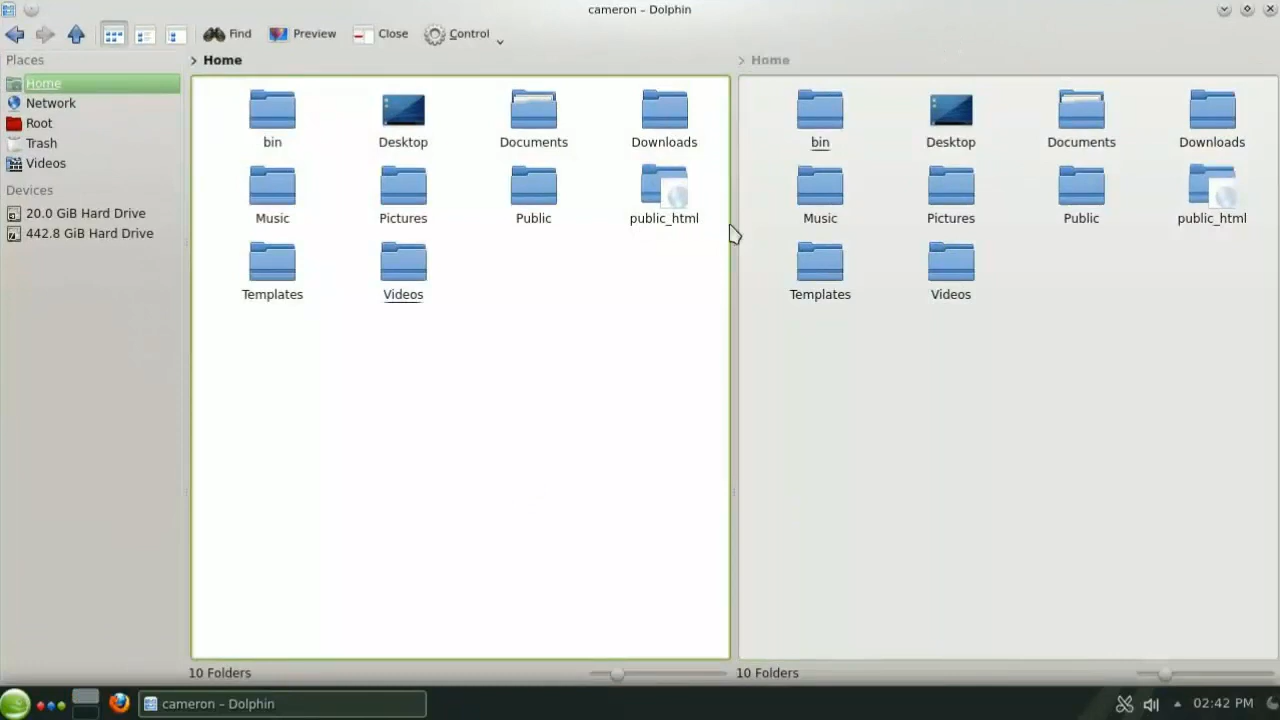 cameron – Dolphin
Find
Preview
Close
Control
Places
Home
Network
Root
Trash
Videos
Devices
20.0 GiB Hard Drive
442.8 GiB Hard Drive
> Home
bin
Desktop
Documents
Downloads
Music
Pictures
Public
public_html
Templates
Videos
10 Folders
> Home
bin
Desktop
Documents
Downloads
Music
Pictures
Public
public_html
Templates
Videos
10 Folders
cameron – Dolphin
02:42 PM